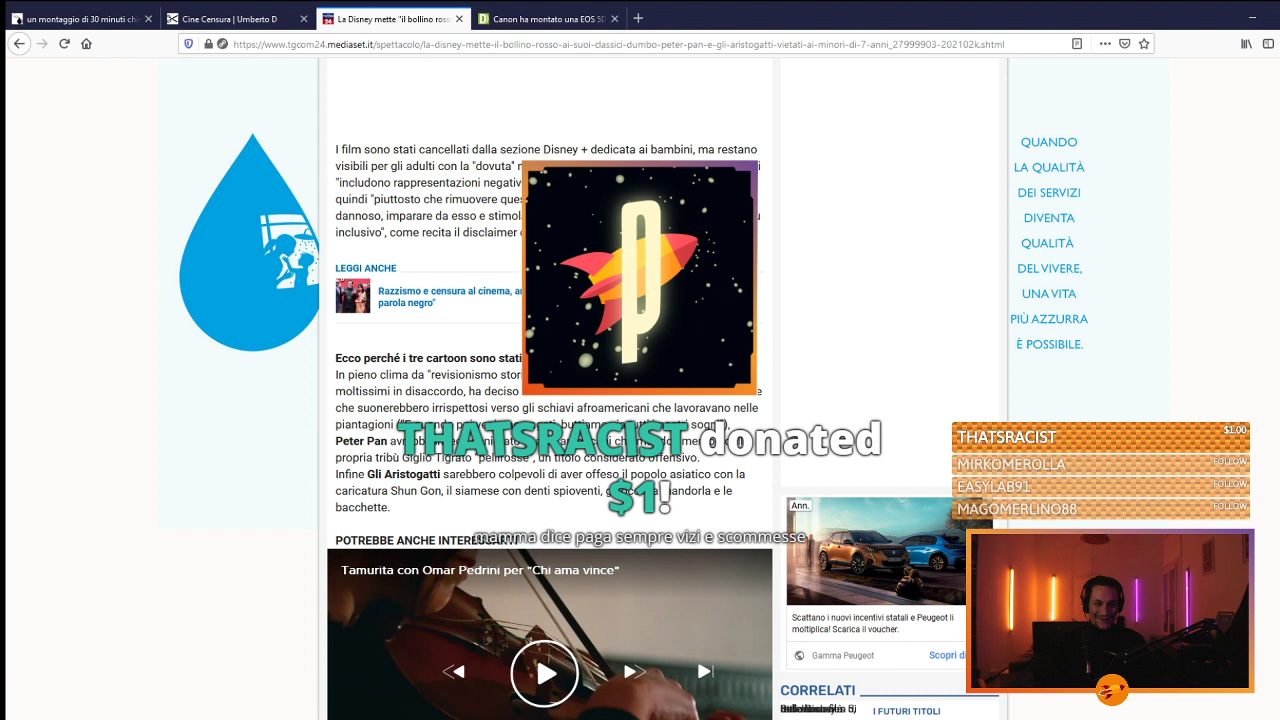 un montaggio di 30 minuti chi
Cine Censura | Umberto D
La Disney mette "il bollino rosso
Canon ha montato una EOS 5D
https://www.tgcom24.mediaset.it/spettacolo/la-disney-mette-il-bollino-rosso-ai-suoi-classici-dumbo-peter-pan-e-gli-aristogatti-vietati-ai-minori-di-7-anni_27999903-202102k.shtml
I film sono stati cancellati dalla sezione Disney + dedicata ai bambini, ma restano
visibili per gli adulti con la "dovuta"
"includono rappresentazioni negativ
quindi "piuttosto che rimuovere ques
dannoso, imparare da esso e stimola
inclusivo", come recita il disclaimer
LEGGI ANCHE
Razzismo e censura al cinema, an
parola negro"
Ecco perché i tre cartoon sono stati
In pieno clima da "revisionismo stori
moltissimi in disaccordo, ha deciso
che suonerebbero irrispettosi verso gli schiavi afroamericani che lavoravano nelle
piantagioni
Peter Pan
propria tribù Giglio Tigrato "pellirossa", un titolo considerato offensivo.
Infine Gli Aristogatti sarebbero colpevoli di aver offeso il popolo asiatico con la
caricatura Shun Gon, il siamese con denti spioventi, mandorla e le
bacchette.
THATSRACIST donated
$1!
mamma dice paga sempre vizi e scommesse
POTREBBE ANCHE INTERESSARTI
Tamurita con Omar Pedrini per "Chi ama vince"
QUANDO
LA QUALITÀ
DEI SERVIZI
DIVENTA
QUALITÀ
DEL VIVERE,
UNA VITA
PIÙ AZZURRA
È POSSIBILE.
THATSRACIST $1.00
MIRKOMEROLLA FOLLOW
EASYLAB91 FOLLOW
MAGOMERLINO88 FOLLOW
Ann.
Scattano i nuovi incentivi statali e Peugeot li
moltiplica! Scarica il voucher.
Gamma Peugeot Scopri di
CORRELATI
I FUTURI TITOLI